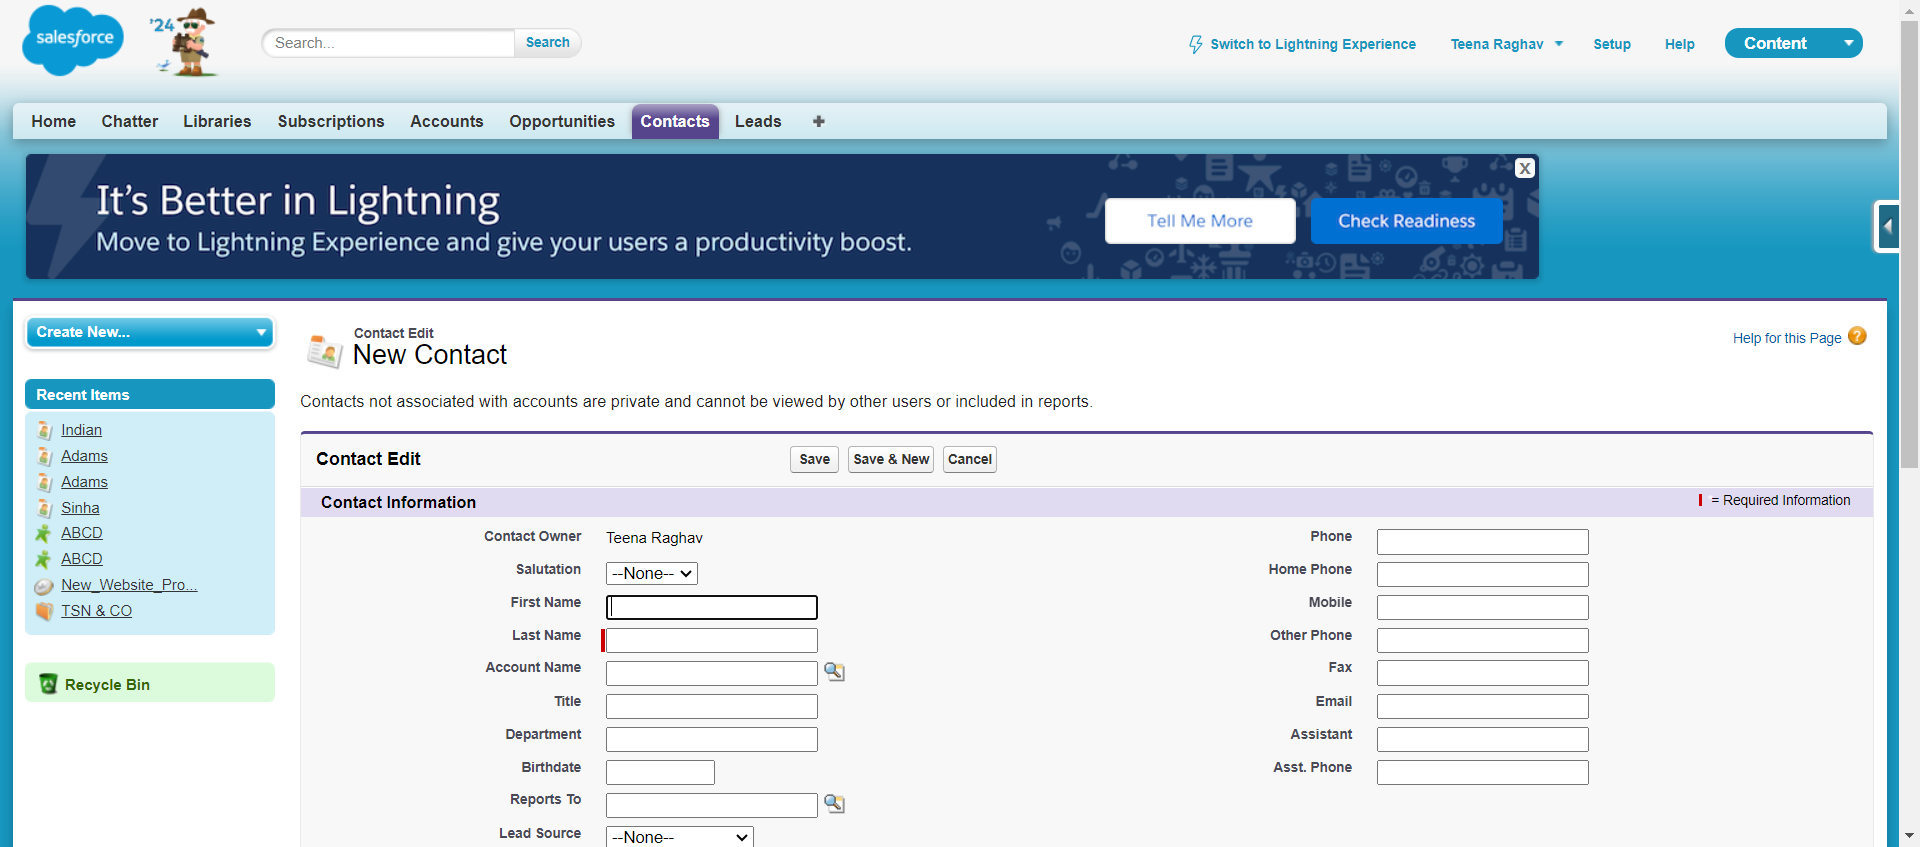 salesforce
'24
Search...
Search
Switch to Lightning Experience
Teena Raghav
Setup
Help
Content
Home
Chatter
Libraries
Subscriptions
Accounts
Opportunities
Contacts
Leads
+
It's Better in Lightning
Move to Lightning Experience and give your users a productivity boost.
Tell Me More
Check Readiness
X
Create New...
Recent Items
Indian
Adams
Adams
Sinha
ABCD
ABCD
New_Website_Pro...
TSN & CO
Recycle Bin
Contact Edit
New Contact
Help for this Page
?
Contacts not associated with accounts are private and cannot be viewed by other users or included in reports.
Contact Edit
Save
Save & New
Cancel
Contact Information
= Required Information
Contact Owner
Teena Raghav
Salutation
--None--
First Name
Last Name
Account Name
Title
Department
Birthdate
Reports To
Lead Source
--None--
Phone
Home Phone
Mobile
Other Phone
Fax
Email
Assistant
Asst. Phone